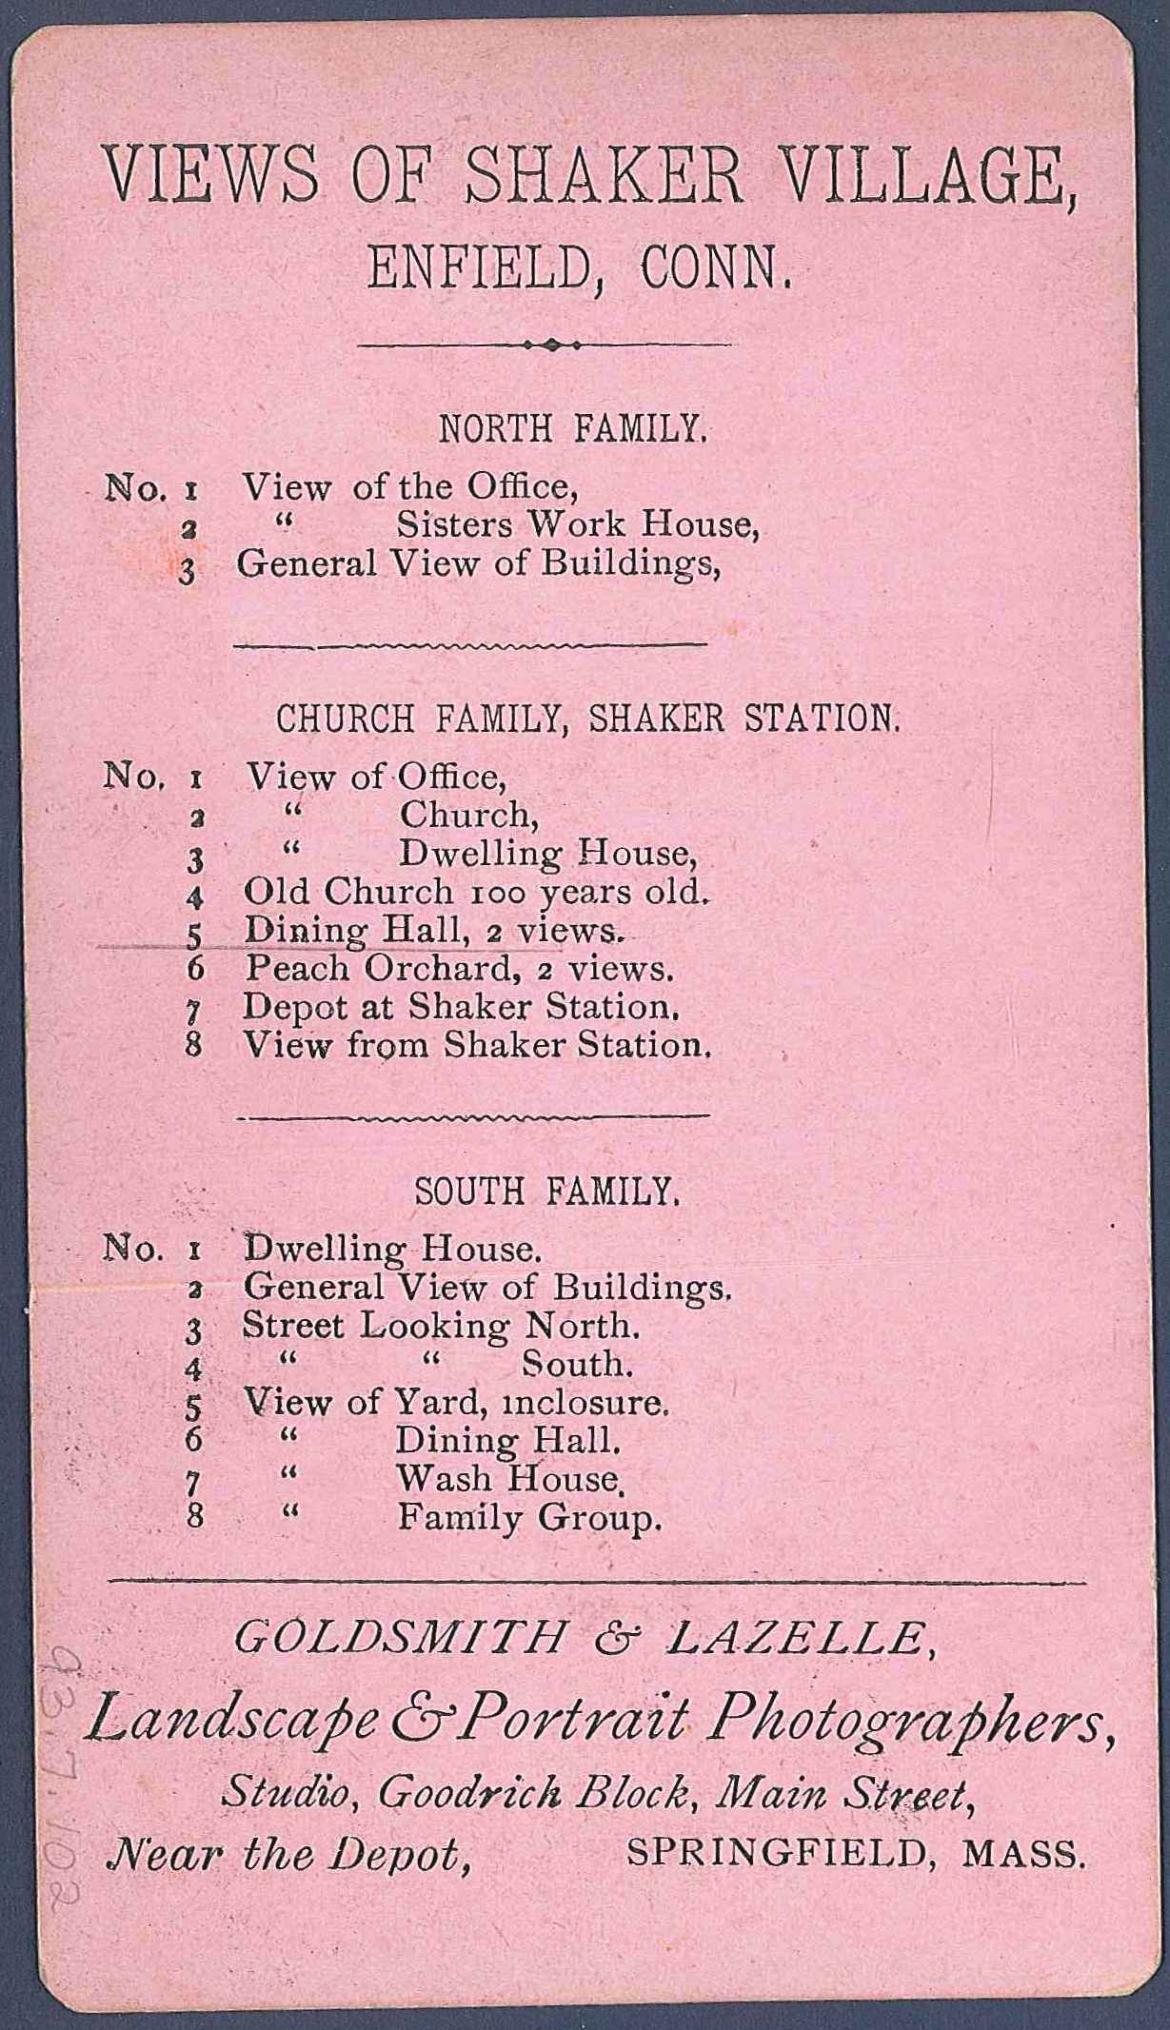 VIEWS OF SHAKER VILLAGE,
ENFIELD, CONN.
NORTH FAMILY.
No. 1 View of the Office,
2 " Sisters Work House,
3 General View of Buildings,
CHURCH FAMILY, SHAKER STATION.
No. 1 View of Office,
2 " Church,
3 " Dwelling House,
4 Old Church 100 years old.
5 Dining Hall, 2 views.
6 Peach Orchard, 2 views.
7 Depot at Shaker Station.
8 View from Shaker Station.
SOUTH FAMILY.
No. 1 Dwelling House.
2 General View of Buildings.
3 Street Looking North.
4 " " South.
5 View of Yard, inclosure.
6 " Dining Hall.
7 " Wash House.
8 " Family Group.
GOLDSMITH & LAZELLE,
Landscape & Portrait Photographers,
Studio, Goodrick Block, Main Street,
Near the Depot, SPRINGFIELD, MASS.
93.7.102